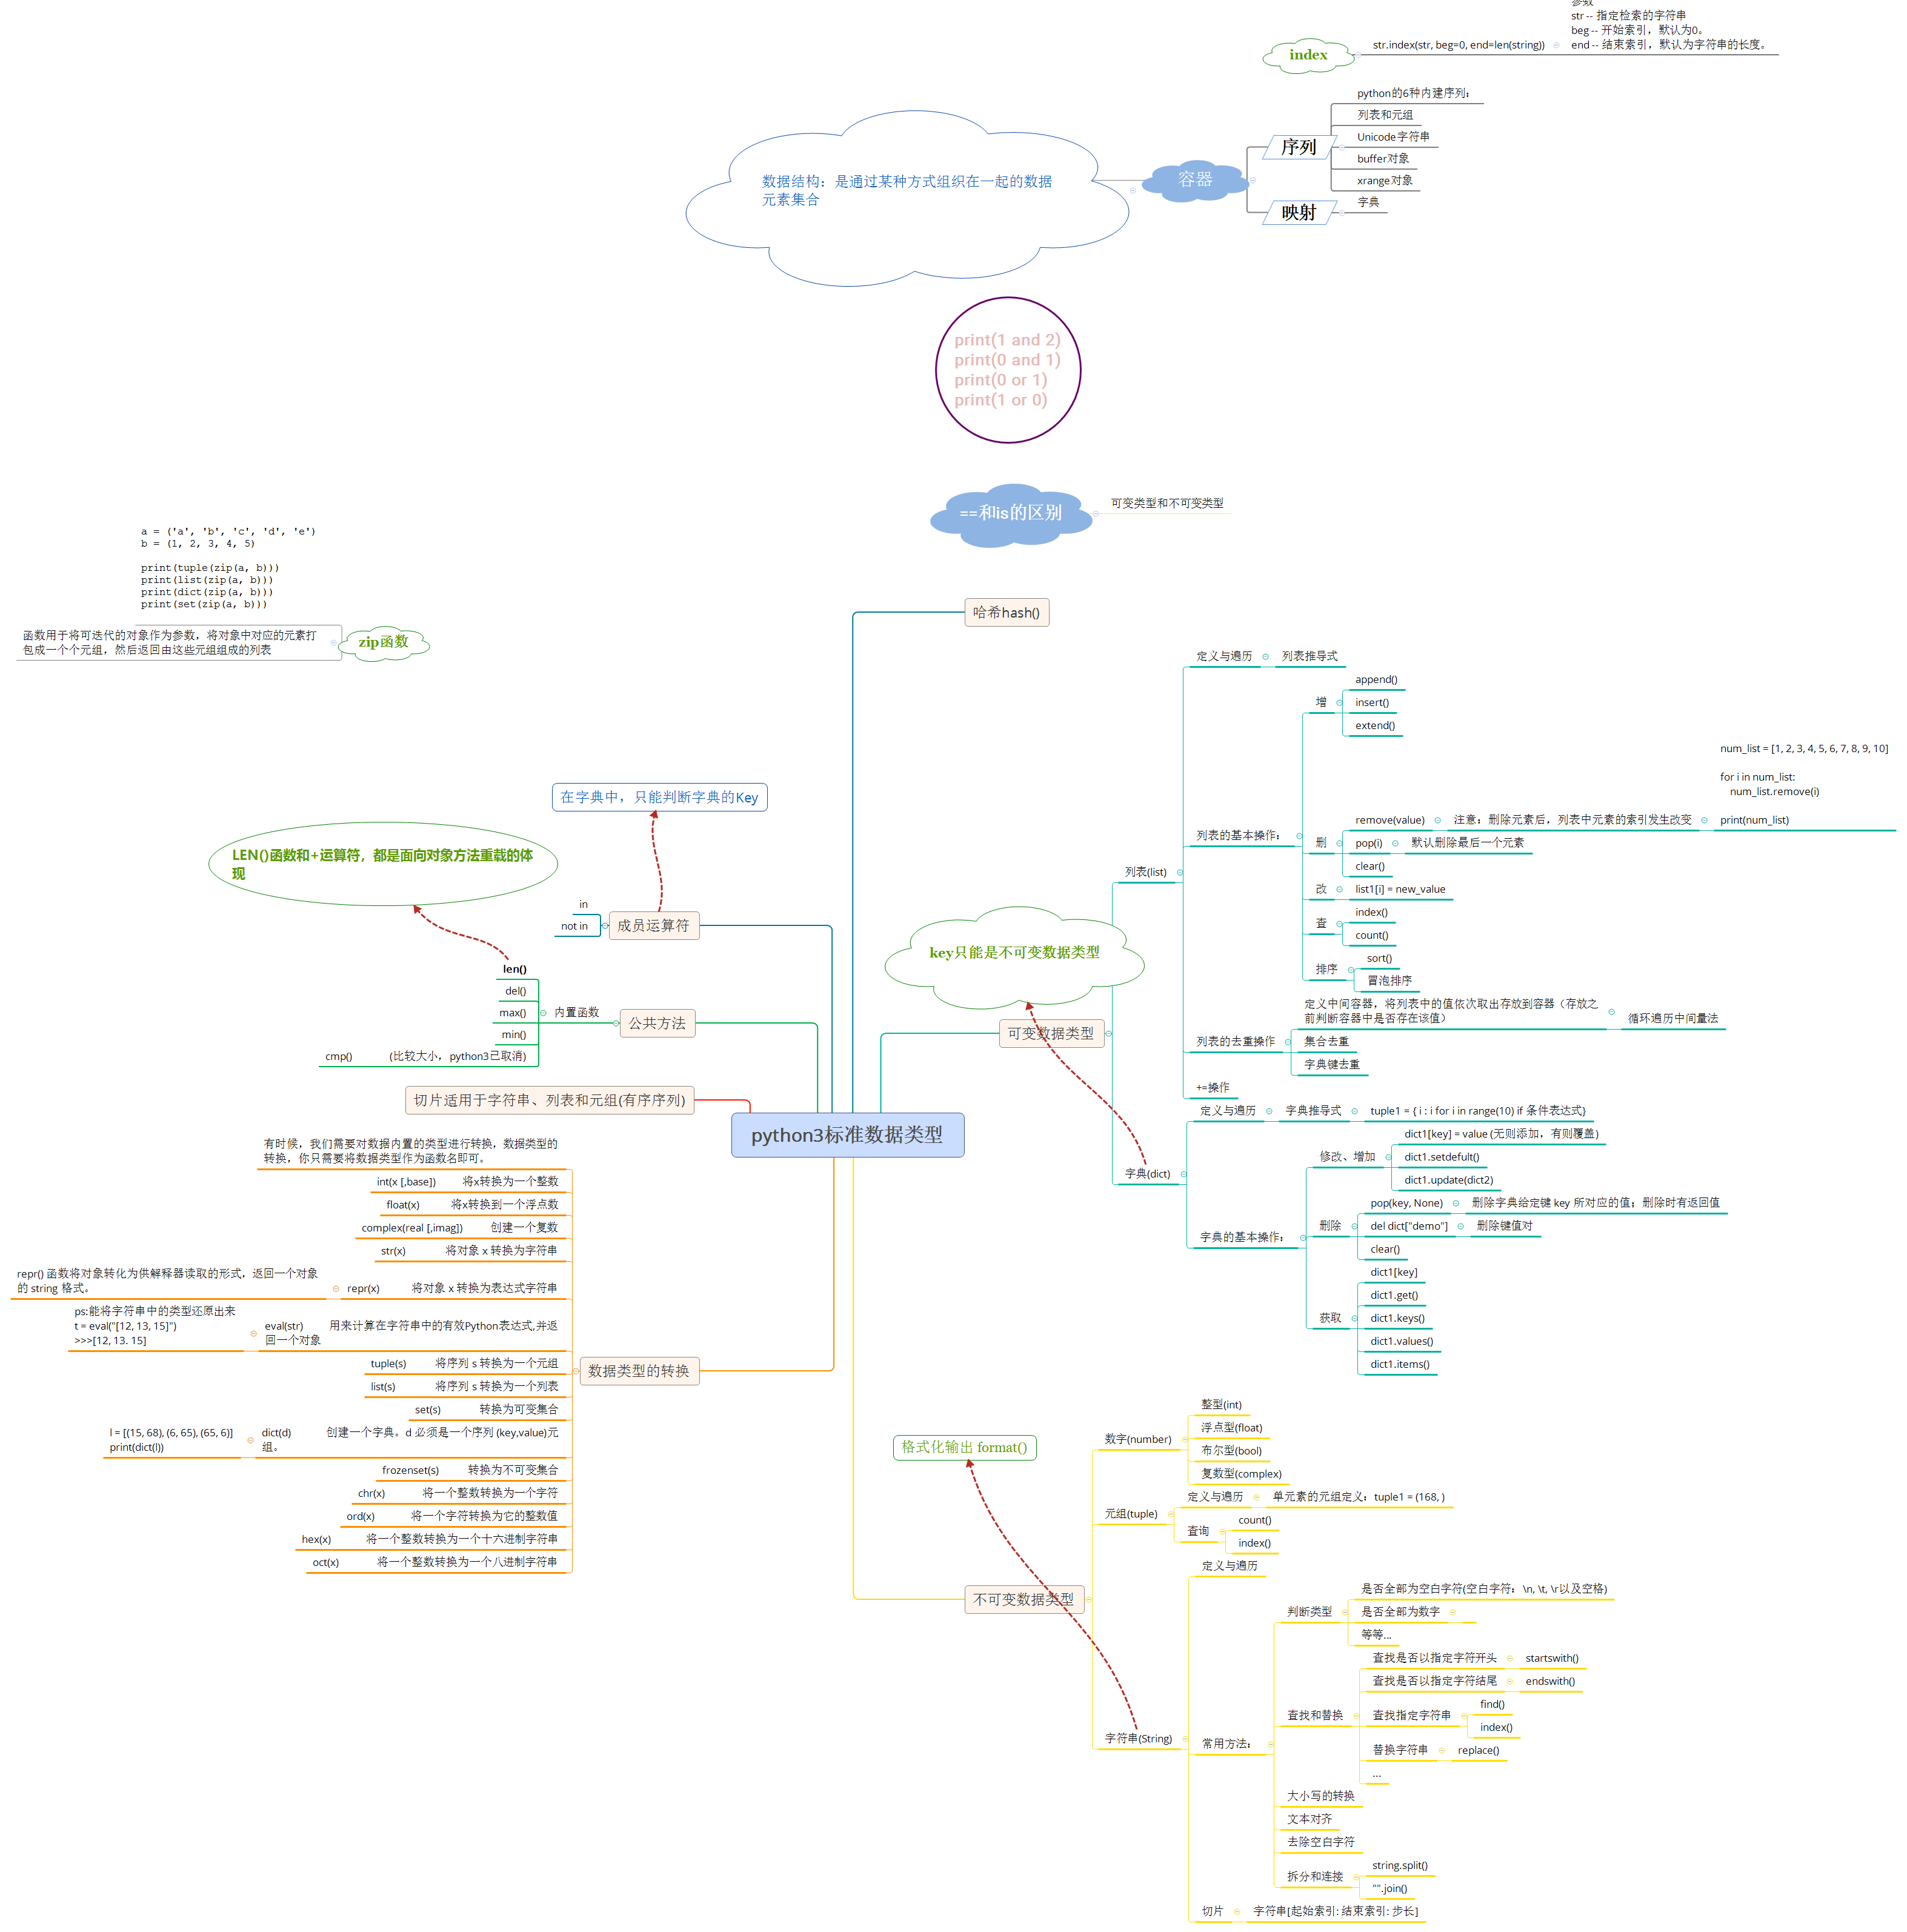 参数
str -- 指定检索的字符串
beg -- 开始索引，默认为0。
end -- 结束索引，默认为字符串的长度。
str.index(str, beg=0, end=len(string))
index
python的6种内建序列：
列表和元组
Unicode字符串
buffer对象
xrange对象
序列
字典
映射
容器
数据结构：是通过某种方式组织在一起的数据
元素集合
print(1 and 2)
print(0 and 1)
print(0 or 1)
print(1 or 0)
==和is的区别
可变类型和不可变类型
a = ('a', 'b', 'c', 'd', 'e')
b = (1, 2, 3, 4, 5)
print(tuple(zip(a, b)))
print(list(zip(a, b)))
print(dict(zip(a, b)))
print(set(zip(a, b)))
函数用于将可迭代的对象作为参数，将对象中对应的元素打
包成一个个元组，然后返回由这些元组组成的列表
zip函数
哈希hash()
在字典中，只能判断字典的Key
LEN()函数和+运算符，都是面向对象方法重载的体
现
in
not in
成员运算符
len()
del()
max()
min()
cmp() (比较大小，python3已取消)
内置函数
公共方法
切片适用于字符串、列表和元组(有序序列)
python3标准数据类型
有时候，我们需要对数据内置的类型进行转换，数据类型的
转换，你只需要将数据类型作为函数名即可。
int(x [,base]) 将x转换为一个整数
float(x) 将x转换到一个浮点数
complex(real [,imag]) 创建一个复数
str(x) 将对象 x 转换为字符串
repr() 函数将对象转化为供解释器读取的形式，返回一个对象
的 string 格式。
repr(x) 将对象 x 转换为表达式字符串
ps:能将字符串中的类型还原出来
t = eval("[12, 13, 15]")
>>>[12, 13. 15]
eval(str) 用来计算在字符串中的有效Python表达式,并返
回一个对象
tuple(s) 将序列 s 转换为一个元组
list(s) 将序列 s 转换为一个列表
set(s) 转换为可变集合
l = [(15, 68), (6, 65), (65, 6)]
print(dict(l))
dict(d) 创建一个字典。d 必须是一个序列 (key,value)元
组。
frozenset(s) 转换为不可变集合
chr(x) 将一个整数转换为一个字符
ord(x) 将一个字符转换为它的整数值
hex(x) 将一个整数转换为一个十六进制字符串
oct(x) 将一个整数转换为一个八进制字符串
数据类型的转换
key只能是不可变数据类型
可变数据类型
列表(list)
定义与遍历
列表推导式
列表的基本操作：
增
append()
insert()
extend()
删
remove(value)
注意：删除元素后，列表中元素的索引发生改变
num_list = [1, 2, 3, 4, 5, 6, 7, 8, 9, 10]
for i in num_list:
num_list.remove(i)
print(num_list)
pop(i)
默认删除最后一个元素
clear()
改
list1[i] = new_value
查
index()
count()
排序
sort()
冒泡排序
列表的去重操作
定义中间容器，将列表中的值依次取出存放到容器（存放之
前判断容器中是否存在该值）
循环遍历中间量法
集合去重
字典键去重
+=操作
字典(dict)
定义与遍历
字典推导式
tuple1 = { i : i for i in range(10) if 条件表达式}
字典的基本操作：
修改、增加
dict1[key] = value (无则添加，有则覆盖)
dict1.setdefult()
dict1.update(dict2)
删除
pop(key, None)
删除字典给定键 key 所对应的值；删除时有返回值
del dict["demo"]
删除键值对
clear()
获取
dict1[key]
dict1.get()
dict1.keys()
dict1.values()
dict1.items()
格式化输出 format()
不可变数据类型
数字(number)
整型(int)
浮点型(float)
布尔型(bool)
复数型(complex)
元组(tuple)
定义与遍历
单元素的元组定义：tuple1 = (168, )
查询
count()
index()
字符串(String)
定义与遍历
常用方法：
判断类型
是否全部为空白字符(空白字符：\n, \t, \r以及空格)
是否全部为数字
等等...
查找和替换
查找是否以指定字符开头
startswith()
查找是否以指定字符结尾
endswith()
查找指定字符串
find()
index()
替换字符串
replace()
...
大小写的转换
文本对齐
去除空白字符
拆分和连接
string.split()
"".join()
切片
字符串[起始索引: 结束索引: 步长]